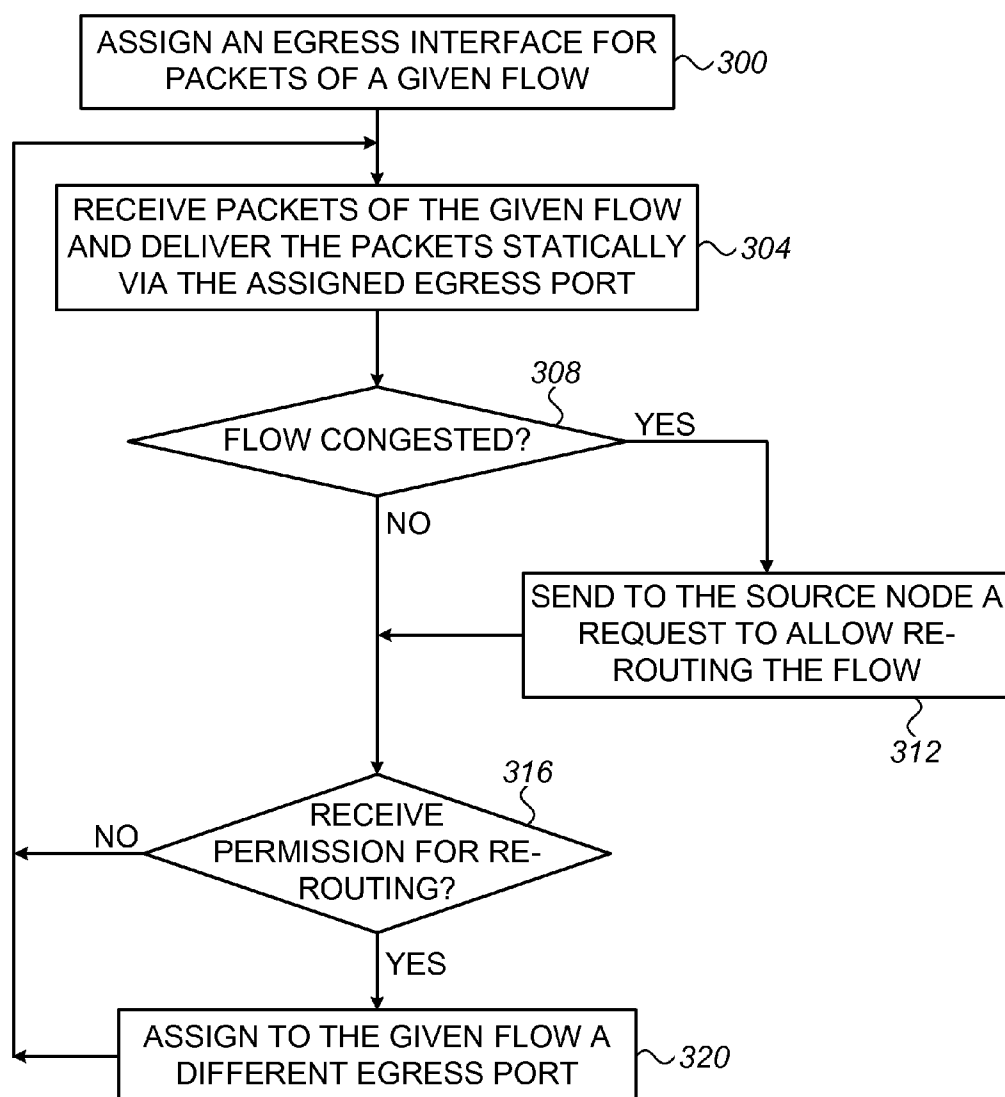 ASSIGN AN EGRESS INTERFACE FOR
PACKETS OF A GIVEN FLOW
300
RECEIVE PACKETS OF THE GIVEN FLOW
AND DELIVER THE PACKETS STATICALLY
VIA THE ASSIGNED EGRESS PORT
304
308
FLOW CONGESTED?
YES
NO
SEND TO THE SOURCE NODE A
REQUEST TO ALLOW RE-
ROUTING THE FLOW
312
316
RECEIVE
PERMISSION FOR RE-
ROUTING?
NO
YES
ASSIGN TO THE GIVEN FLOW A
DIFFERENT EGRESS PORT
320